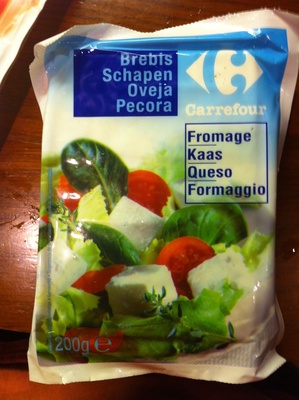 Brebis
Schapen
Oveja
Pecora
Carrefour
Fromage
Kaas
Queso
Formaggio
200g ℮